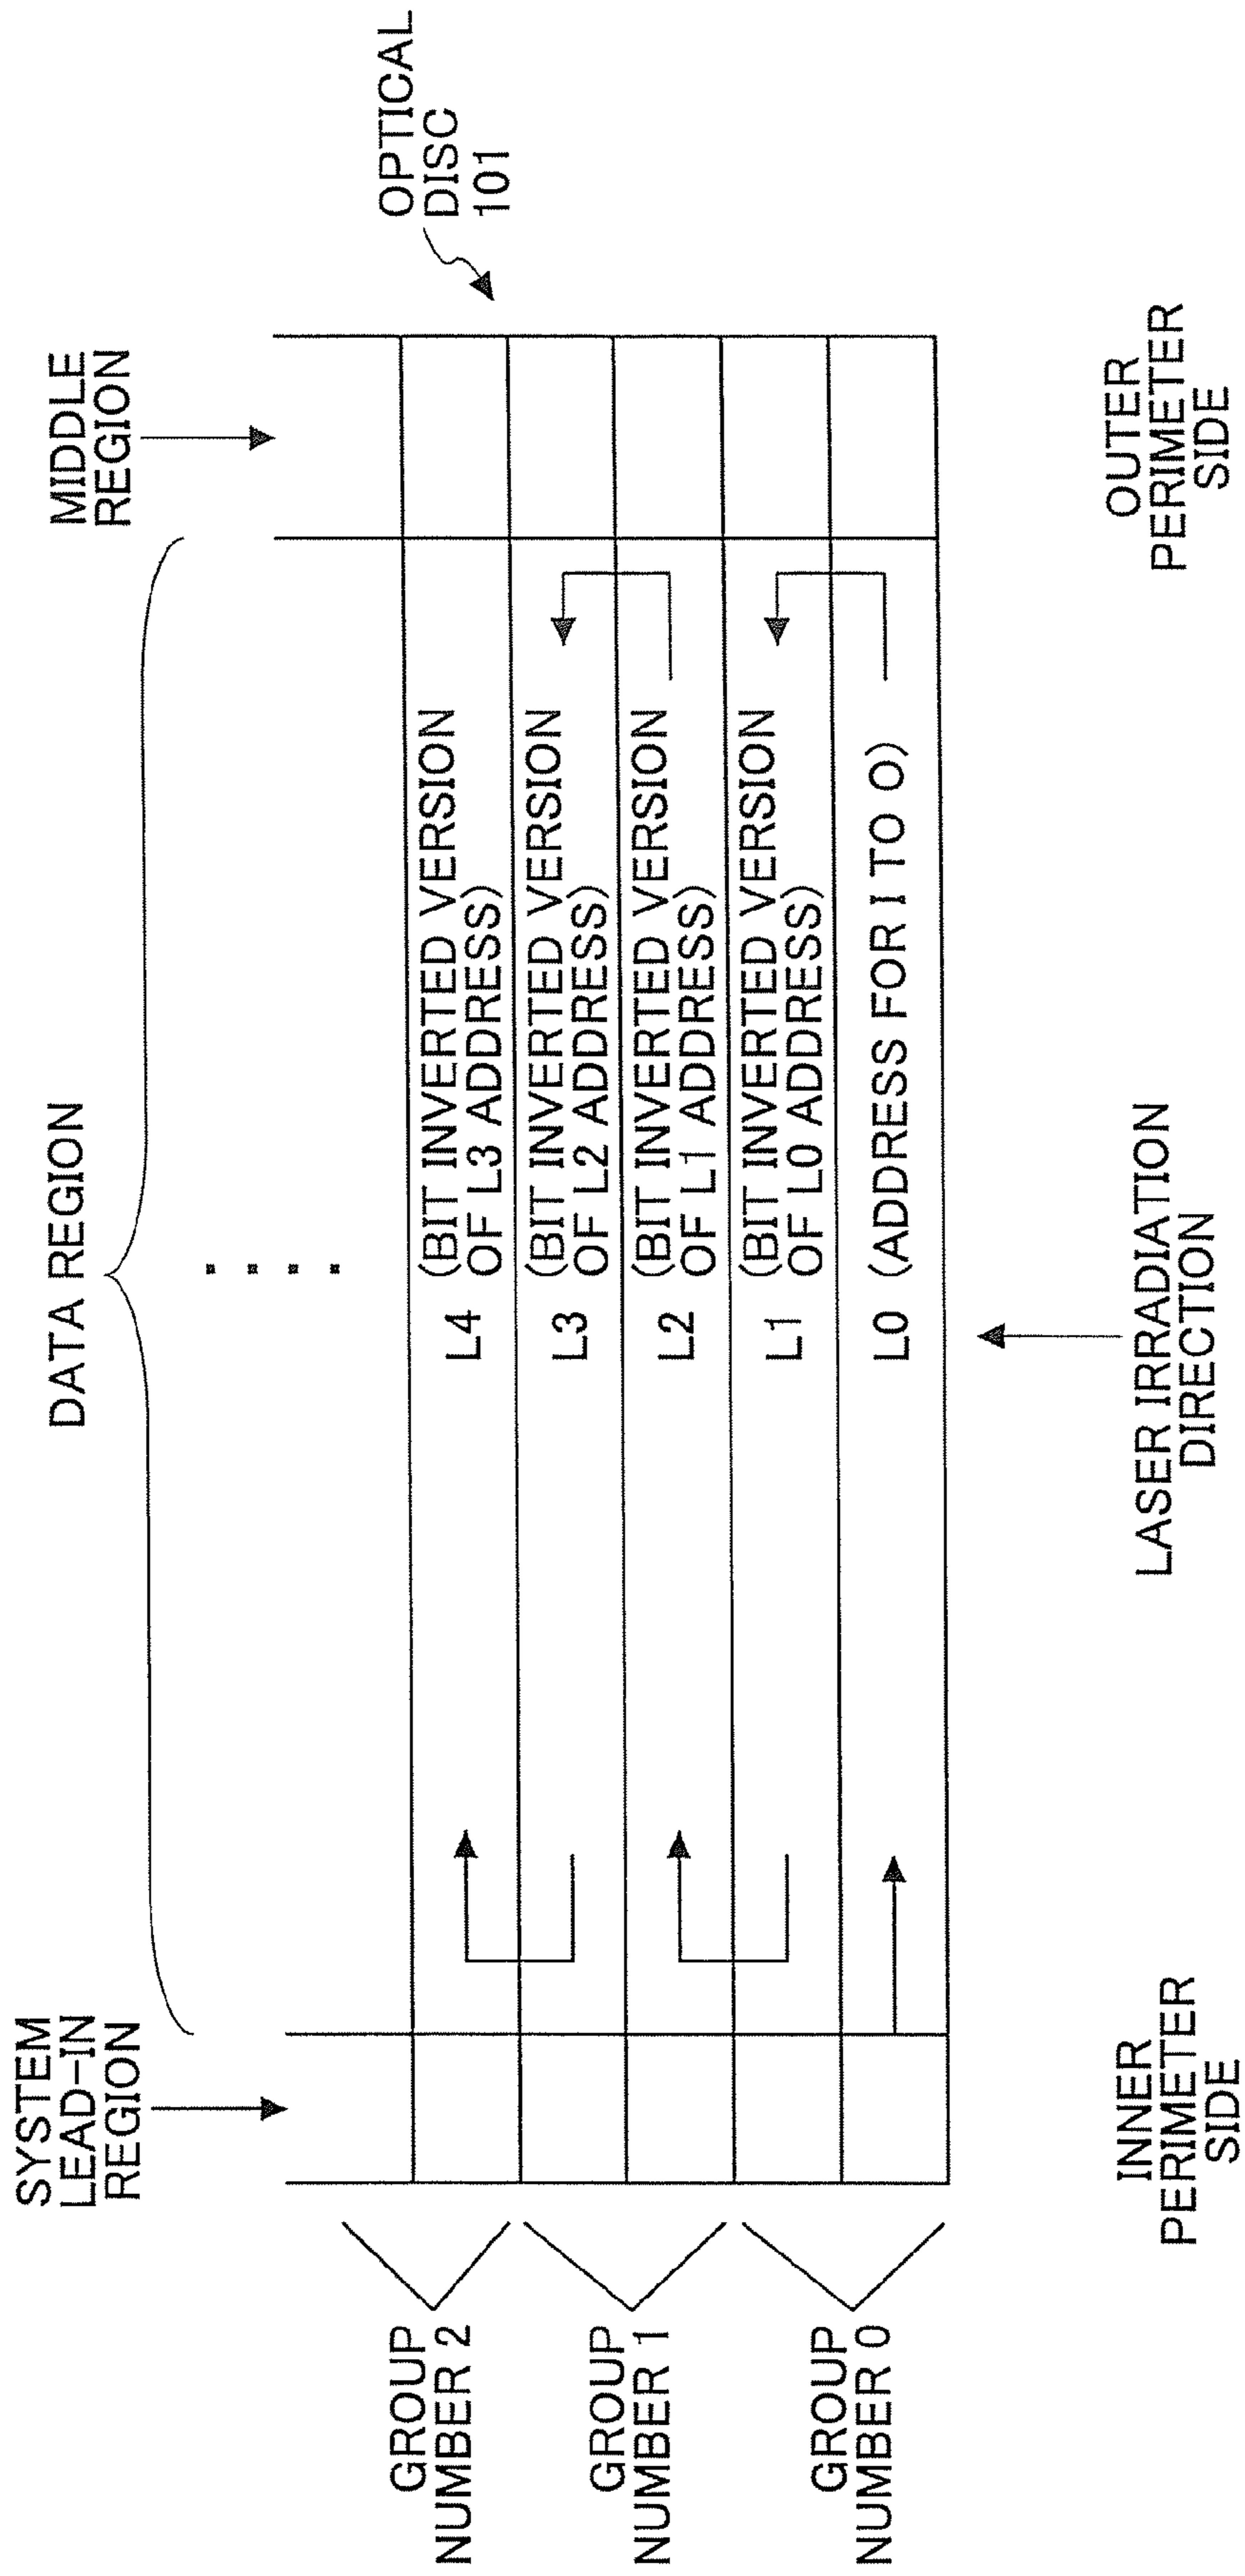 SYSTEM
LEAD-IN
REGION
DATA REGION
MIDDLE
REGION
OPTICAL
DISC
101
GROUP
NUMBER 2
L4 (BIT INVERTED VERSION
OF L3 ADDRESS)
GROUP
NUMBER 1
L3 (BIT INVERTED VERSION
OF L2 ADDRESS)
L2 (BIT INVERTED VERSION
OF L1 ADDRESS)
GROUP
NUMBER 0
L1 (BIT INVERTED VERSION
OF L0 ADDRESS)
L0 (ADDRESS FOR I TO O)
INNER
PERIMETER
SIDE
LASER IRRADIATION
DIRECTION
OUTER
PERIMETER
SIDE